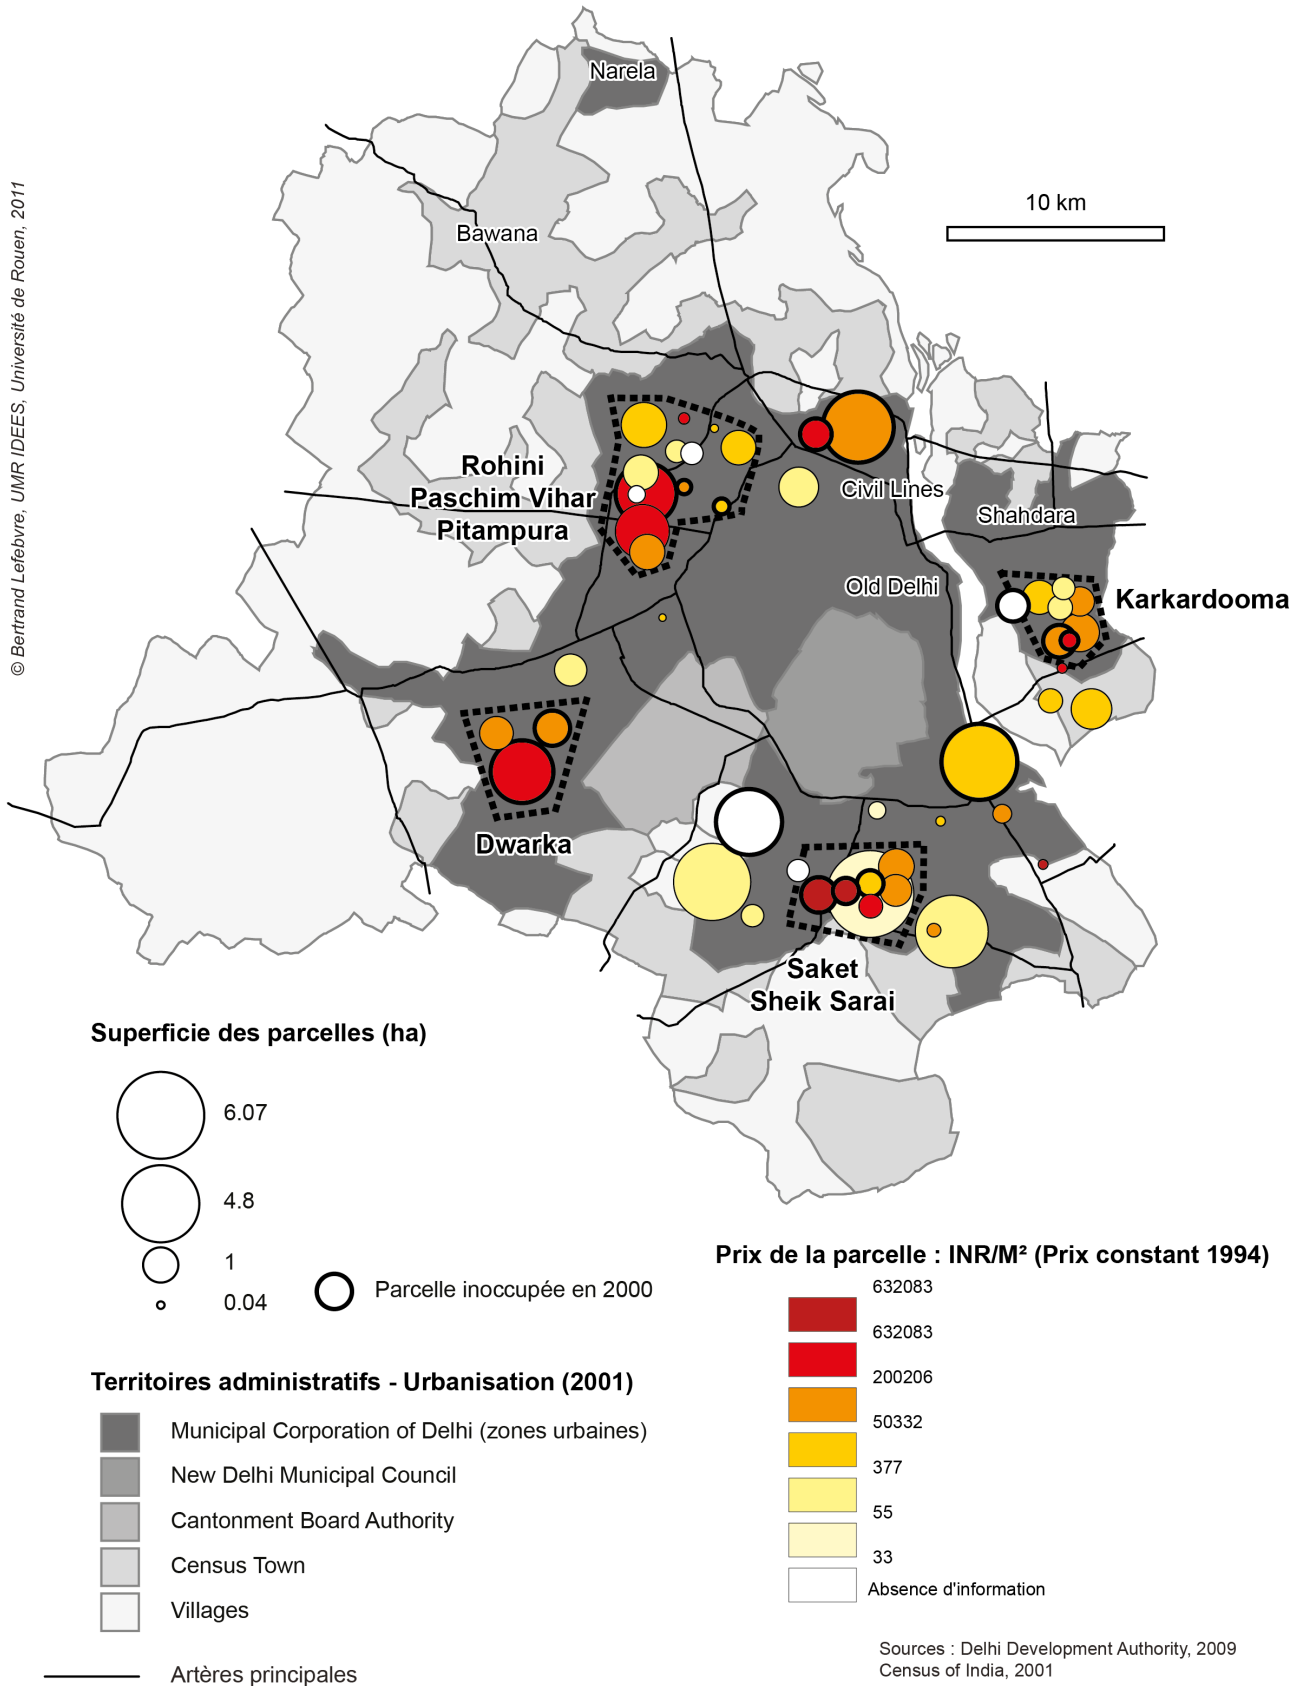 Narela
© Bertrand Lefebvre, UMR IDEES, Université de Rouen, 2011
10 km
Bawana
Rohini
Paschim Vihar
Pitampura
Civil Lines
Shahdara
Old Delhi
Karkardooma
Dwarka
Saket
Sheik Sarai
Superficie des parcelles (ha)
6.07
4.8
1
0.04
Parcelle inoccupée en 2000
Prix de la parcelle : INR/M² (Prix constant 1994)
632083
632083
200206
50332
377
55
33
Absence d'information
Territoires administratifs - Urbanisation (2001)
Municipal Corporation of Delhi (zones urbaines)
New Delhi Municipal Council
Cantonment Board Authority
Census Town
Villages
Artères principales
Sources : Delhi Development Authority, 2009
Census of India, 2001